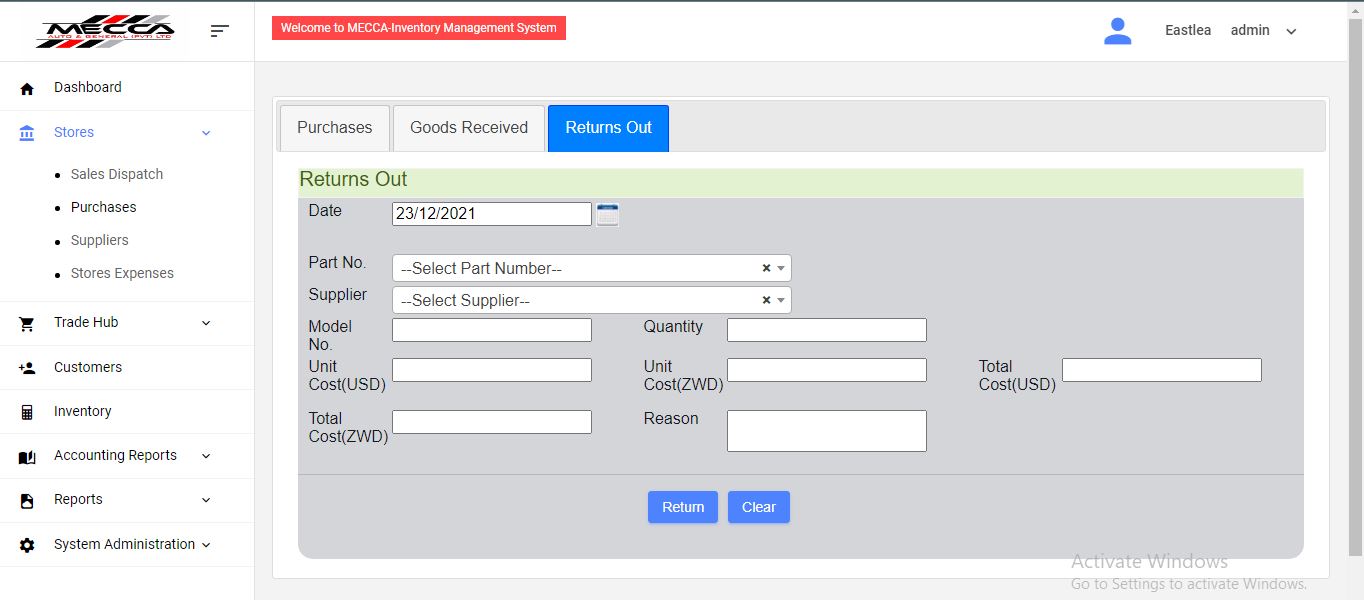 MECCA
AUTO & GENERAL (PVT) LTD
Welcome to MECCA-Inventory Management System
Eastlea admin
Dashboard
Stores
Sales Dispatch
Purchases
Suppliers
Stores Expenses
Trade Hub
Customers
Inventory
Accounting Reports
Reports
System Administration
Purchases Goods Received Returns Out
Returns Out
Date 23/12/2021
Part No. --Select Part Number-- ×
Supplier --Select Supplier-- ×
Model No. Quantity
Unit Cost(USD) Unit Cost(ZWD) Total Cost(USD)
Total Cost(ZWD) Reason
Return Clear
Activate Windows
Go to Settings to activate Windows.